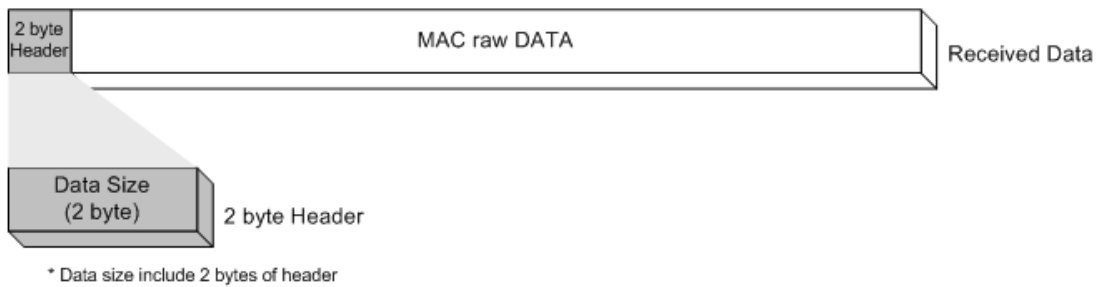 2 byte
Header
MAC raw DATA
Received Data
Data Size
(2 byte)
2 byte Header
* Data size include 2 bytes of header